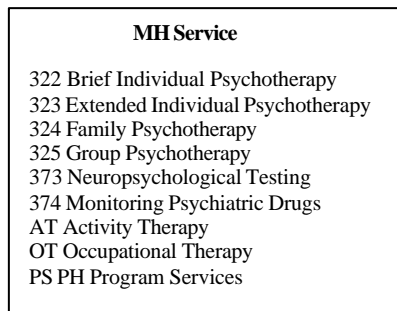 MH Service
322 Brief Individual Psychotherapy
323 Extended Individual Psychotherapy
324 Family Psychotherapy
325 Group Psychotherapy
373 Neuropsychological Testing
374 Monitoring Psychiatric Drugs
AT Activity Therapy
OT Occupational Therapy
PS PH Program Services